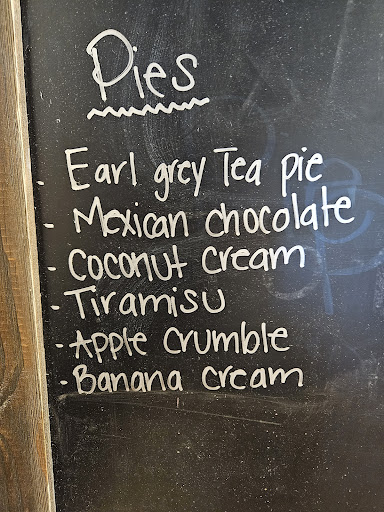 Pies
- Earl grey Tea pie
- Mexican chocolate
- Coconut cream
- Tiramisu
- Apple crumble
- Banana cream